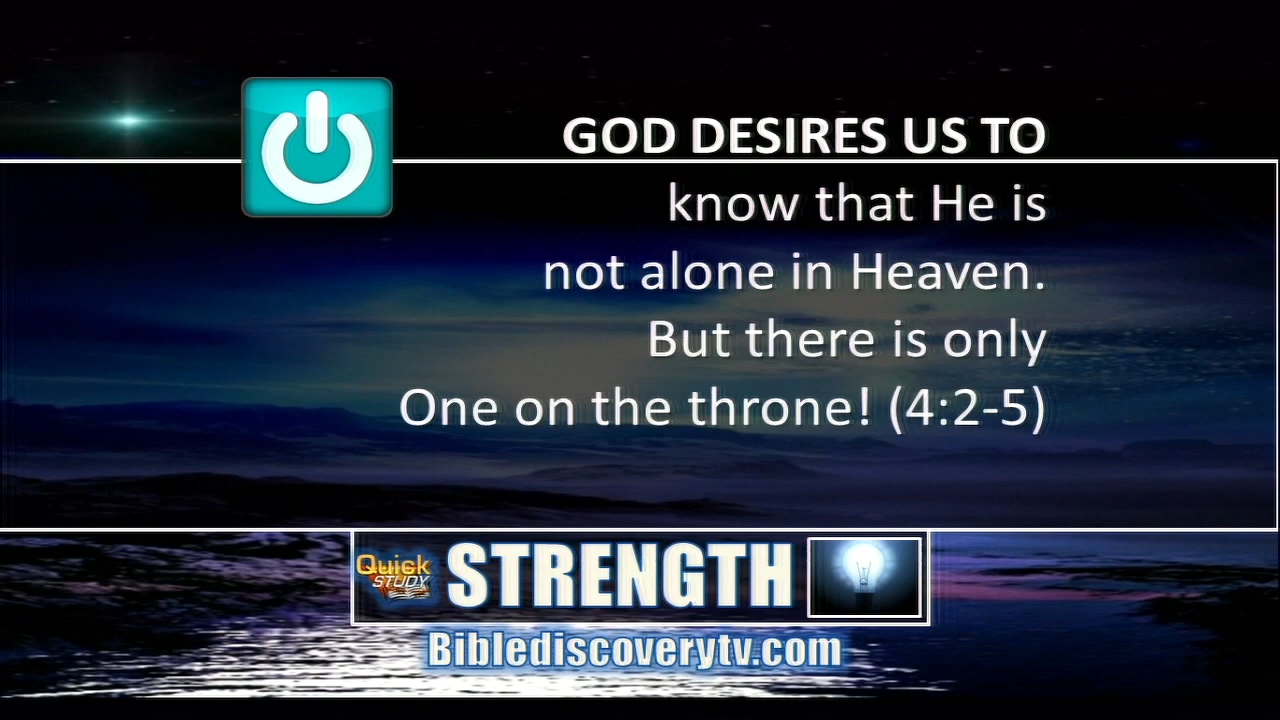 GOD DESIRES US TO
know that He is
not alone in Heaven.
But there is only
One on the throne! (4:2-5)
Quick
STUDY
STRENGTH
Biblediscoverytv.com